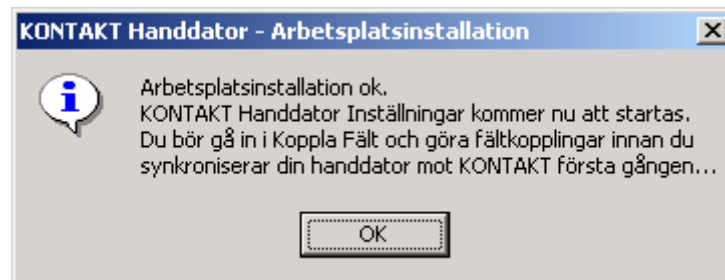 KONTAKT Handdator - Arbetsplatsinstallation
Arbetsplatsinstallation ok.
KONTAKT Handdator Inställningar kommer nu att startas.
Du bör gå in i Koppla Fält och göra fältkopplingar innan du
synkroniserar din handdator mot KONTAKT första gången...
OK